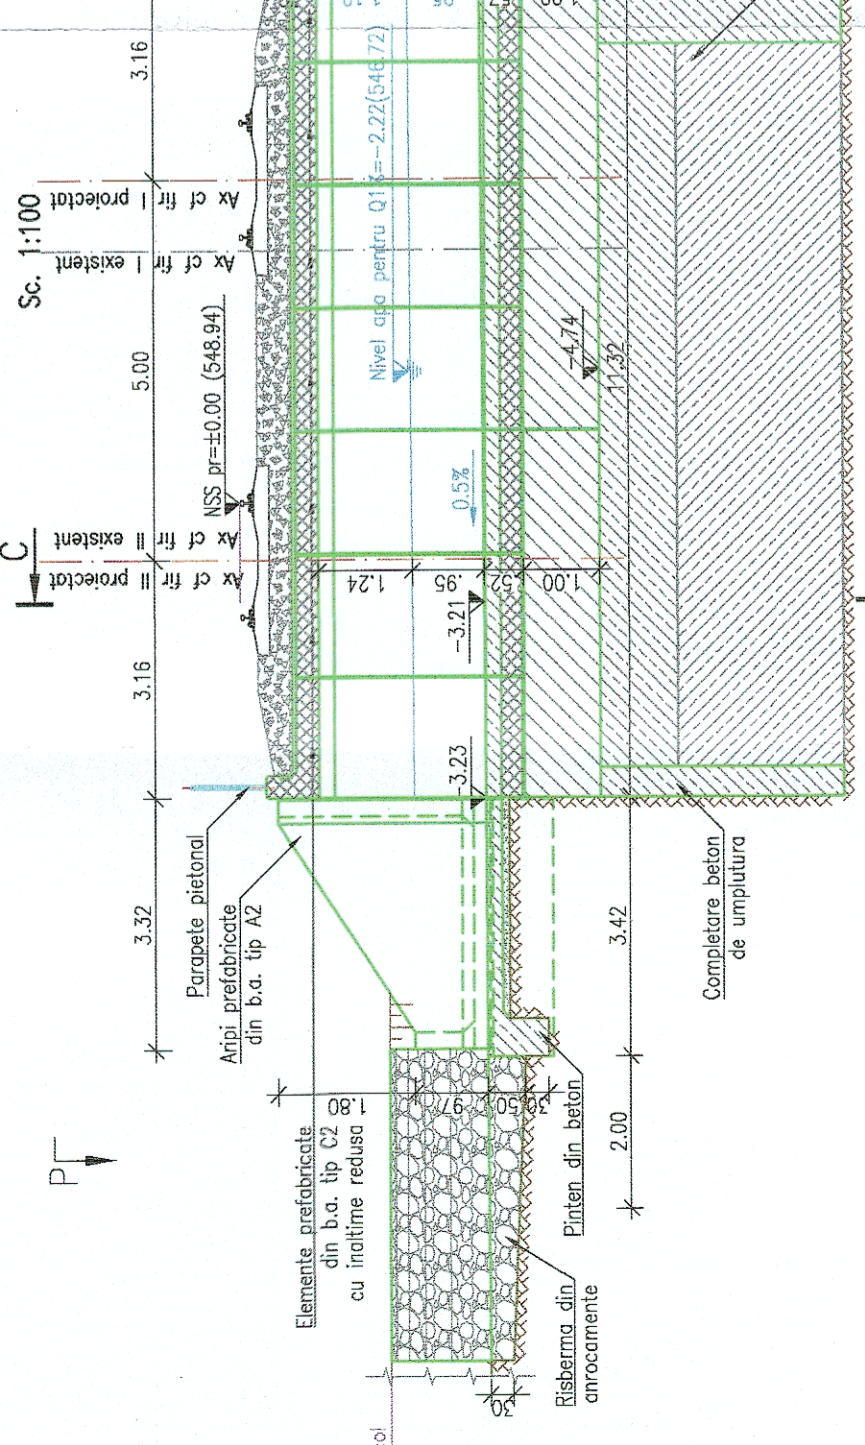 Sc. 1:100
3.16
5.00
3.16
3.32
C
P
Ax cf fir I proiectat
Ax cf fir I existent
NSS pr=±0.00 (548.94)
Ax cf fir II existent
Ax cf fir II proiectat
Nivel apa pentru Q1%=-2.22(546.72)
0.5%
-4.74
11.32
1.24
.95
.52
1.00
-3.21
-3.23
Parapete pietonal
Aripi prefabricate
din b.a. tip A2
Elemente prefabricate
din b.a. tip C2
cu inaltime redusa
1.80
97
50
30
3.42
2.00
Completare beton
de umplutura
Pinten din beton
Risberma din
anrocamente
30